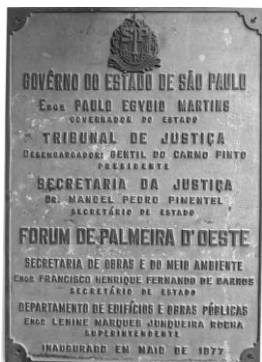 SP
GOVÊRNO DO ESTADO DE SÃO PAULO
ENGº PAULO EGYDIO MARTINS
GOVERNADOR DO ESTADO
TRIBUNAL DE JUSTIÇA
DESEMBARGADOR: GENTIL DO CARMO PINTO
PRESIDENTE
SECRETARIA DA JUSTIÇA
DR. MANOEL PEDRO PIMENTEL
SECRETÁRIO DE ESTADO
FORUM DE PALMEIRA D'OESTE
SECRETARIA DE OBRAS E DO MEIO AMBIENTE
ENGº FRANCISCO HENRIQUE FERNANDO DE BARROS
SECRETÁRIO DE ESTADO
DEPARTAMENTO DE EDIFÍCIOS E OBRAS PÚBLICAS
ENGº LENINE MARQUES JUNQUEIRA ROCHA
SUPERINTENDENTE
INAUGURADO EM MAIO DE 1977